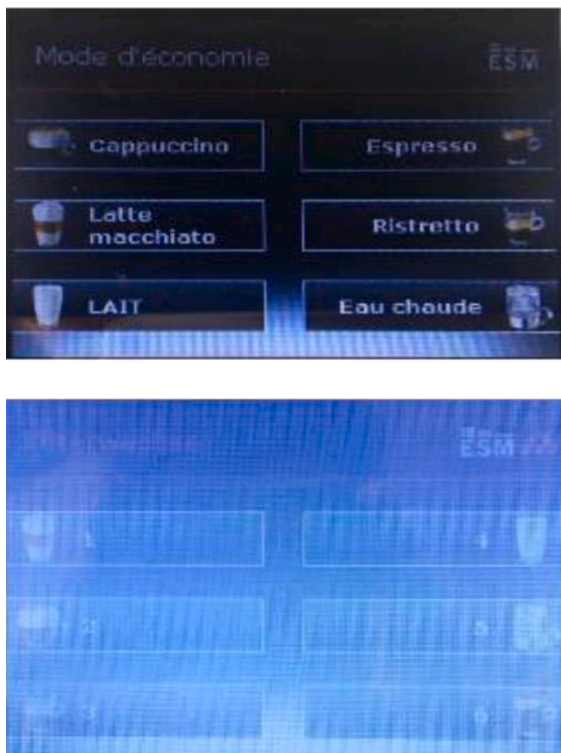 Mode d'économie
ESM
Cappuccino
Espresso
Latte
macchiato
Ristretto
LAIT
Eau chaude
ESM
1
4
2
5
3
6